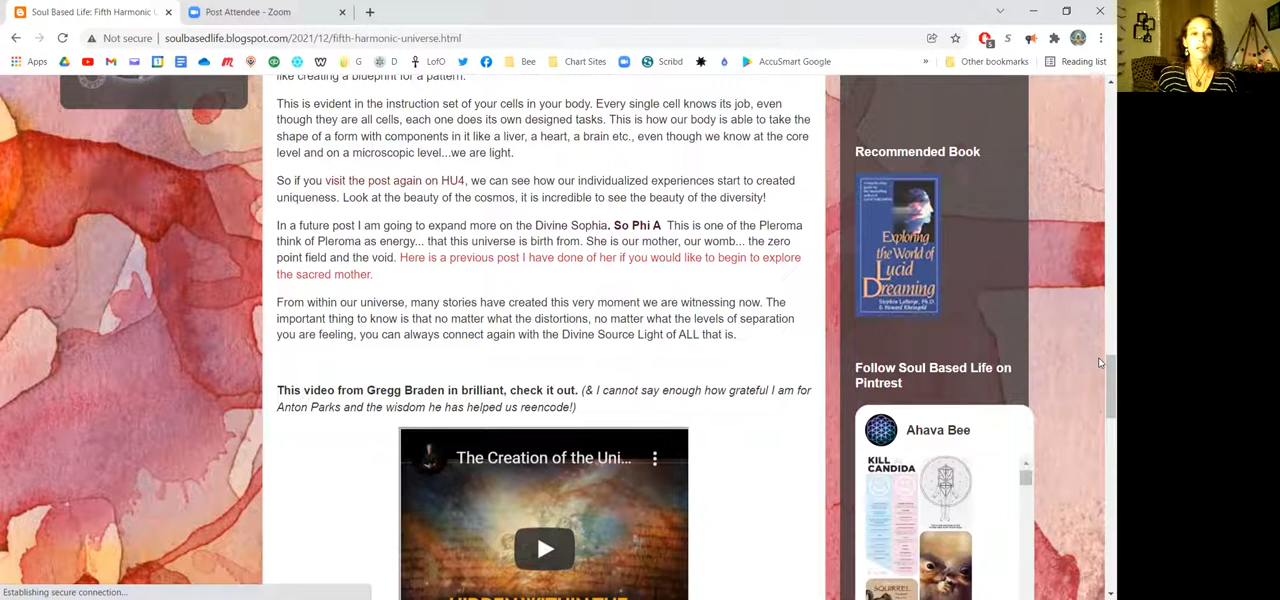 Soul Based Life: Fifth Harmonic U
Post Attendee - Zoom
Not secure | soulbasedlife.blogspot.com/2021/12/fifth-harmonic-universe.html
Apps
G
D
LofO
Bee
Chart Sites
Scribd
AccuSmart Google
»
Other bookmarks
Reading list
like creating a blueprint for a pattern.
This is evident in the instruction set of your cells in your body. Every single cell knows its job, even
though they are all cells, each one does its own designed tasks. This is how our body is able to take the
shape of a form with components in it like a liver, a heart, a brain etc., even though we know at the core
level and on a microscopic level...we are light.
So if you visit the post again on HU4, we can see how our individualized experiences start to created
uniqueness. Look at the beauty of the cosmos, it is incredible to see the beauty of the diversity!
In a future post I am going to expand more on the Divine Sophia. So Phi A This is one of the Pleroma
think of Pleroma as energy... that this universe is birth from. She is our mother, our womb... the zero
point field and the void. Here is a previous post I have done of her if you would like to begin to explore
the sacred mother.
From within our universe, many stories have created this very moment we are witnessing now. The
important thing to know is that no matter what the distortions, no matter what the levels of separation
you are feeling, you can always connect again with the Divine Source Light of ALL that is.
This video from Gregg Braden in brilliant, check it out. (& I cannot say enough how grateful I am for
Anton Parks and the wisdom he has helped us reencode!)
The Creation of the Uni...
HIDDEN WITHIN THE
Recommended Book
Exploring
the World of
Lucid
Dreaming
Stephen LaBerge, Ph.D.
& Howard Rheingold
Follow Soul Based Life on
Pintrest
Ahava Bee
KILL
CANDIDA
SQUIRREL
Establishing secure connection...